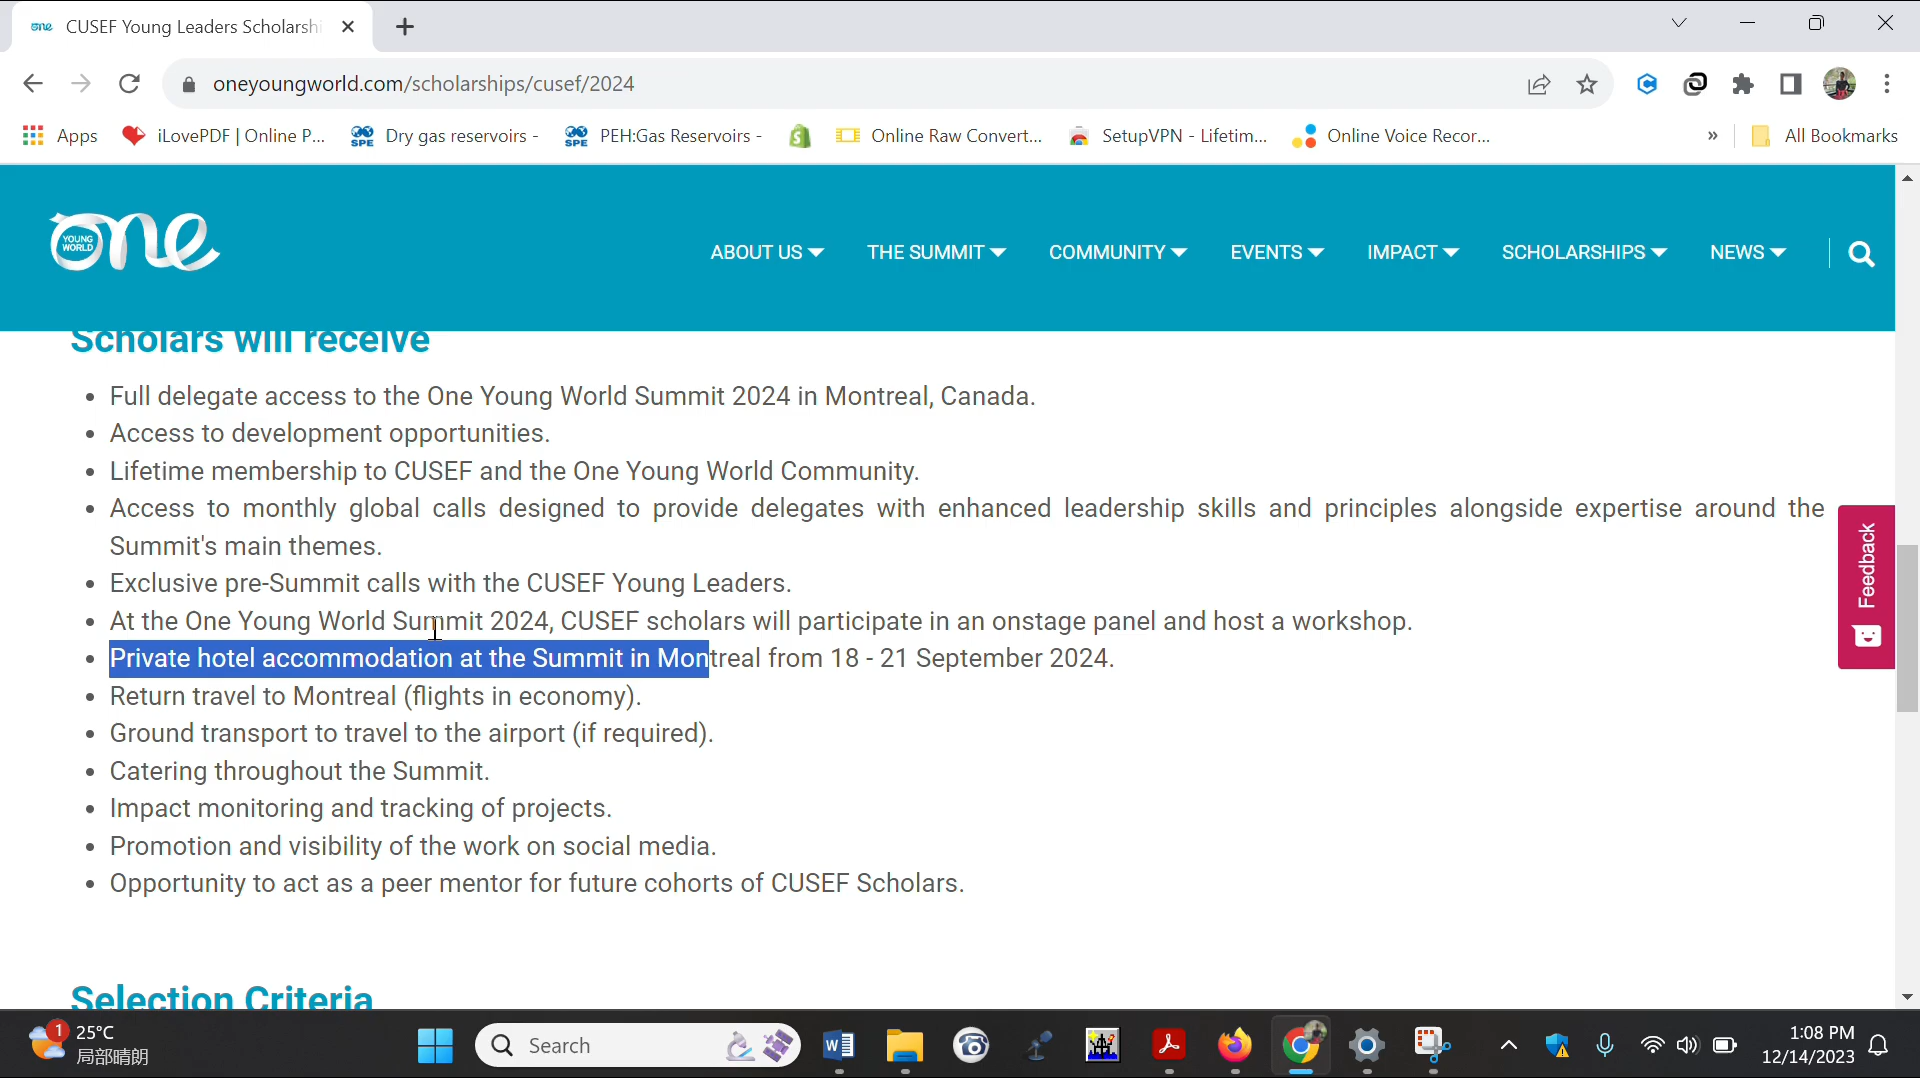 one CUSEF Young Leaders Scholarshi
oneyoungworld.com/scholarships/cusef/2024
Apps iLovePDF | Online P... SPE Dry gas reservoirs - SPE PEH:Gas Reservoirs - Online Raw Convert... SetupVPN - Lifetim... Online Voice Recor... » All Bookmarks
one YOUNG WORLD
ABOUT US THE SUMMIT COMMUNITY EVENTS IMPACT SCHOLARSHIPS NEWS
Scholars will receive
• Full delegate access to the One Young World Summit 2024 in Montreal, Canada.
• Access to development opportunities.
• Lifetime membership to CUSEF and the One Young World Community.
• Access to monthly global calls designed to provide delegates with enhanced leadership skills and principles alongside expertise around the
Summit's main themes.
• Exclusive pre-Summit calls with the CUSEF Young Leaders.
• At the One Young World Summit 2024, CUSEF scholars will participate in an onstage panel and host a workshop.
• Private hotel accommodation at the Summit in Montreal from 18 - 21 September 2024.
• Return travel to Montreal (flights in economy).
• Ground transport to travel to the airport (if required).
• Catering throughout the Summit.
• Impact monitoring and tracking of projects.
• Promotion and visibility of the work on social media.
• Opportunity to act as a peer mentor for future cohorts of CUSEF Scholars.
Feedback
Selection Criteria
1 25°C
局部晴朗
Search
1:08 PM
12/14/2023